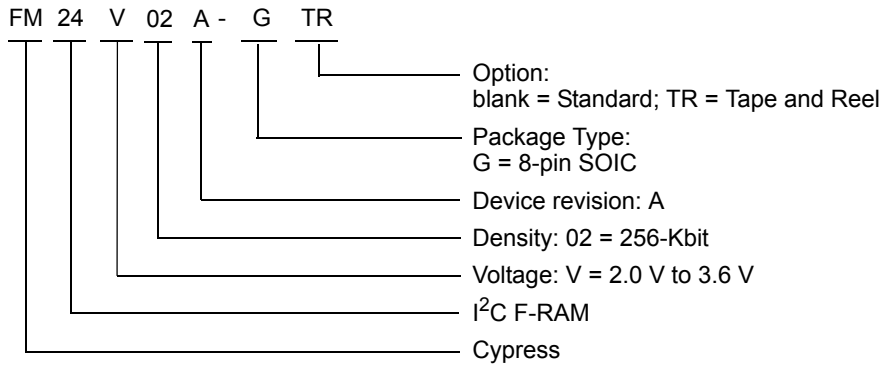 FM 24 V 02 A - G TR
Option:
blank = Standard; TR = Tape and Reel
Package Type:
G = 8-pin SOIC
Device revision: A
Density: 02 = 256-Kbit
Voltage: V = 2.0 V to 3.6 V
I²C F-RAM
Cypress